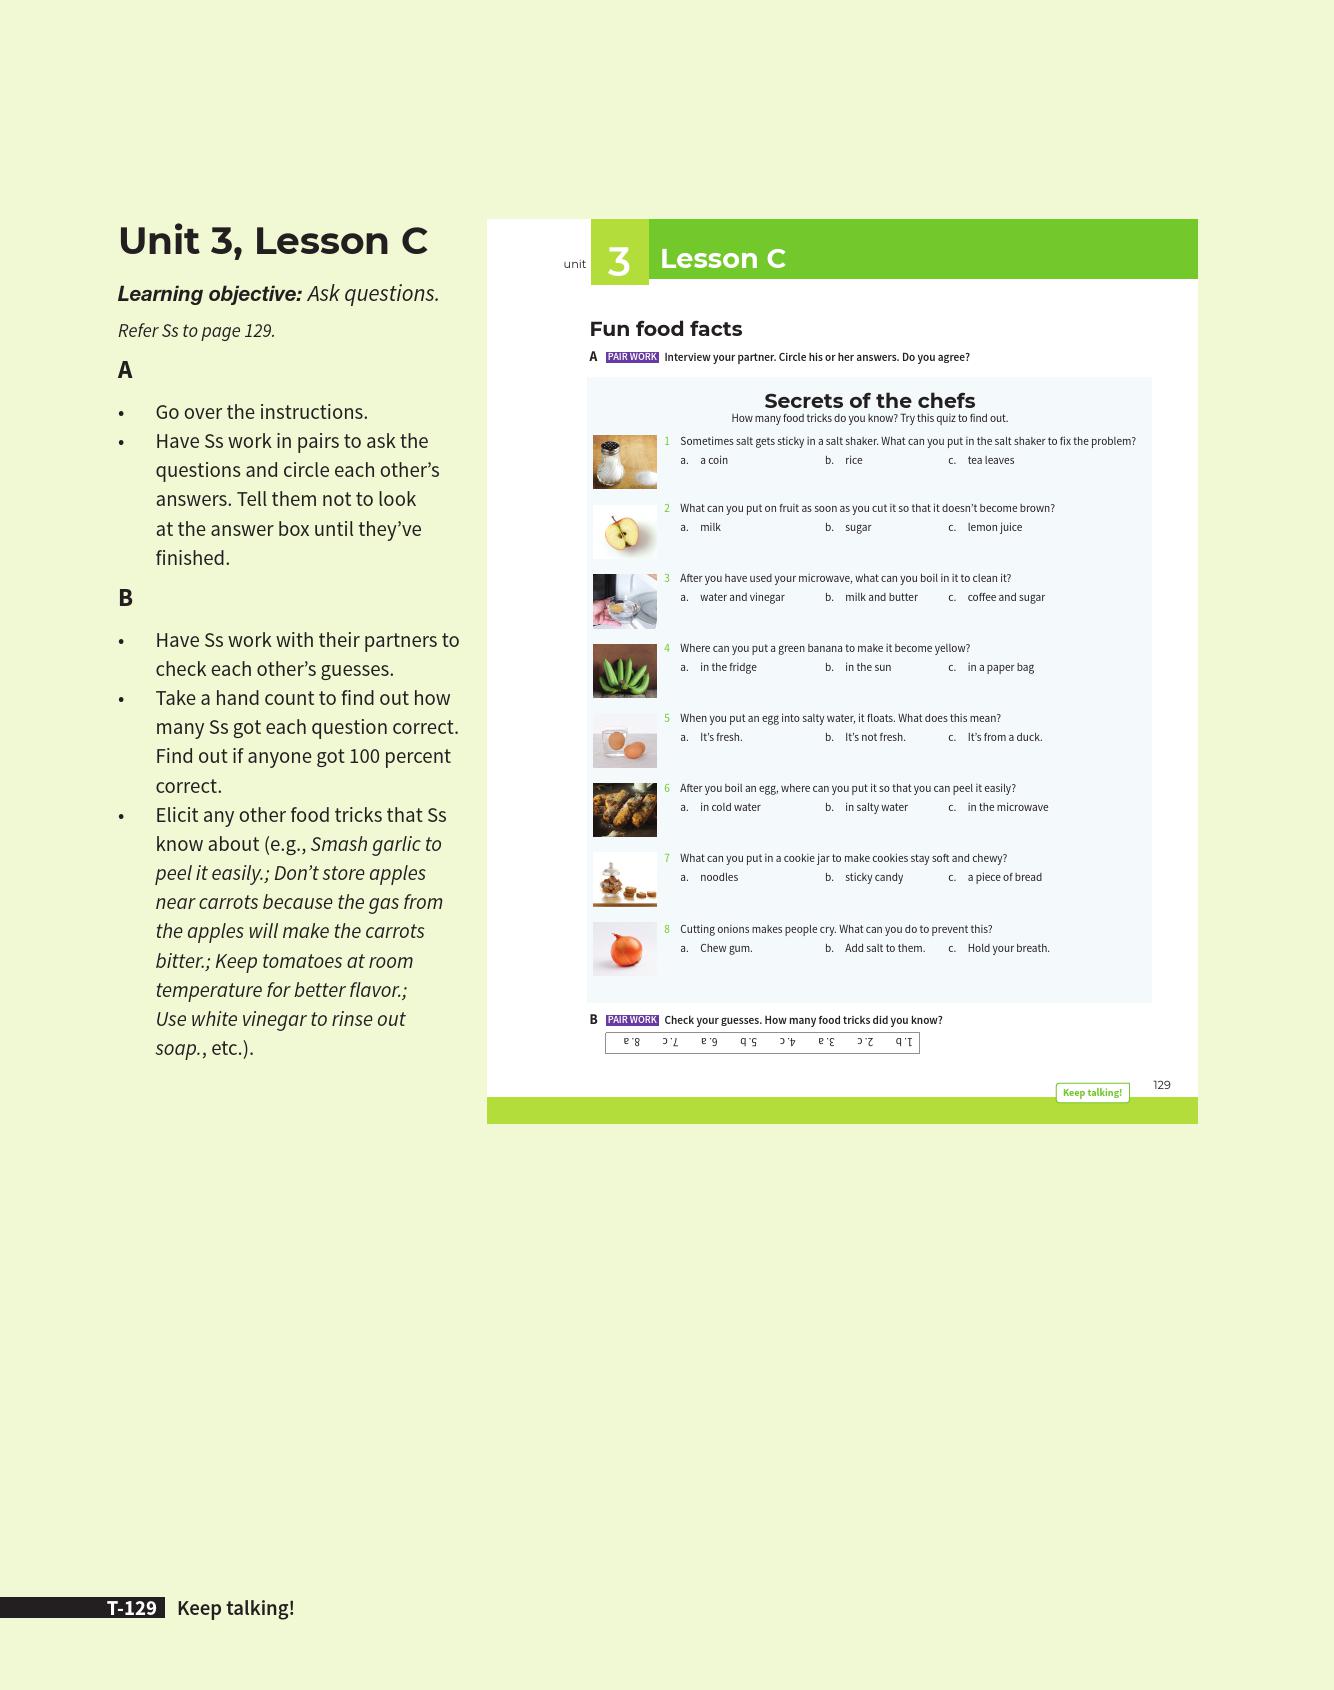 Unit 3, Lesson C
Learning objective: Ask questions.
Refer Ss to page 129.
A
• Go over the instructions.
• Have Ss work in pairs to ask the
questions and circle each other’s
answers. Tell them not to look
at the answer box until they’ve
finished.
B
• Have Ss work with their partners to
check each other’s guesses.
• Take a hand count to find out how
many Ss got each question correct.
Find out if anyone got 100 percent
correct.
• Elicit any other food tricks that Ss
know about (e.g., Smash garlic to
peel it easily.; Don’t store apples
near carrots because the gas from
the apples will make the carrots
bitter.; Keep tomatoes at room
temperature for better flavor.;
Use white vinegar to rinse out
soap., etc.).
unit 3 Lesson C
Fun food facts
A PAIR WORK Interview your partner. Circle his or her answers. Do you agree?
Secrets of the chefs
How many food tricks do you know? Try this quiz to find out.
1 Sometimes salt gets sticky in a salt shaker. What can you put in the salt shaker to fix the problem?
a. a coin b. rice c. tea leaves
2 What can you put on fruit as soon as you cut it so that it doesn’t become brown?
a. milk b. sugar c. lemon juice
3 After you have used your microwave, what can you boil in it to clean it?
a. water and vinegar b. milk and butter c. coffee and sugar
4 Where can you put a green banana to make it become yellow?
a. in the fridge b. in the sun c. in a paper bag
5 When you put an egg into salty water, it floats. What does this mean?
a. It’s fresh. b. It’s not fresh. c. It’s from a duck.
6 After you boil an egg, where can you put it so that you can peel it easily?
a. in cold water b. in salty water c. in the microwave
7 What can you put in a cookie jar to make cookies stay soft and chewy?
a. noodles b. sticky candy c. a piece of bread
8 Cutting onions makes people cry. What can you do to prevent this?
a. Chew gum. b. Add salt to them. c. Hold your breath.
B PAIR WORK Check your guesses. How many food tricks did you know?
1. b 2. c 3. a 4. c 5. b 6. a 7. c 8. a
Keep talking! 129
T-129 Keep talking!